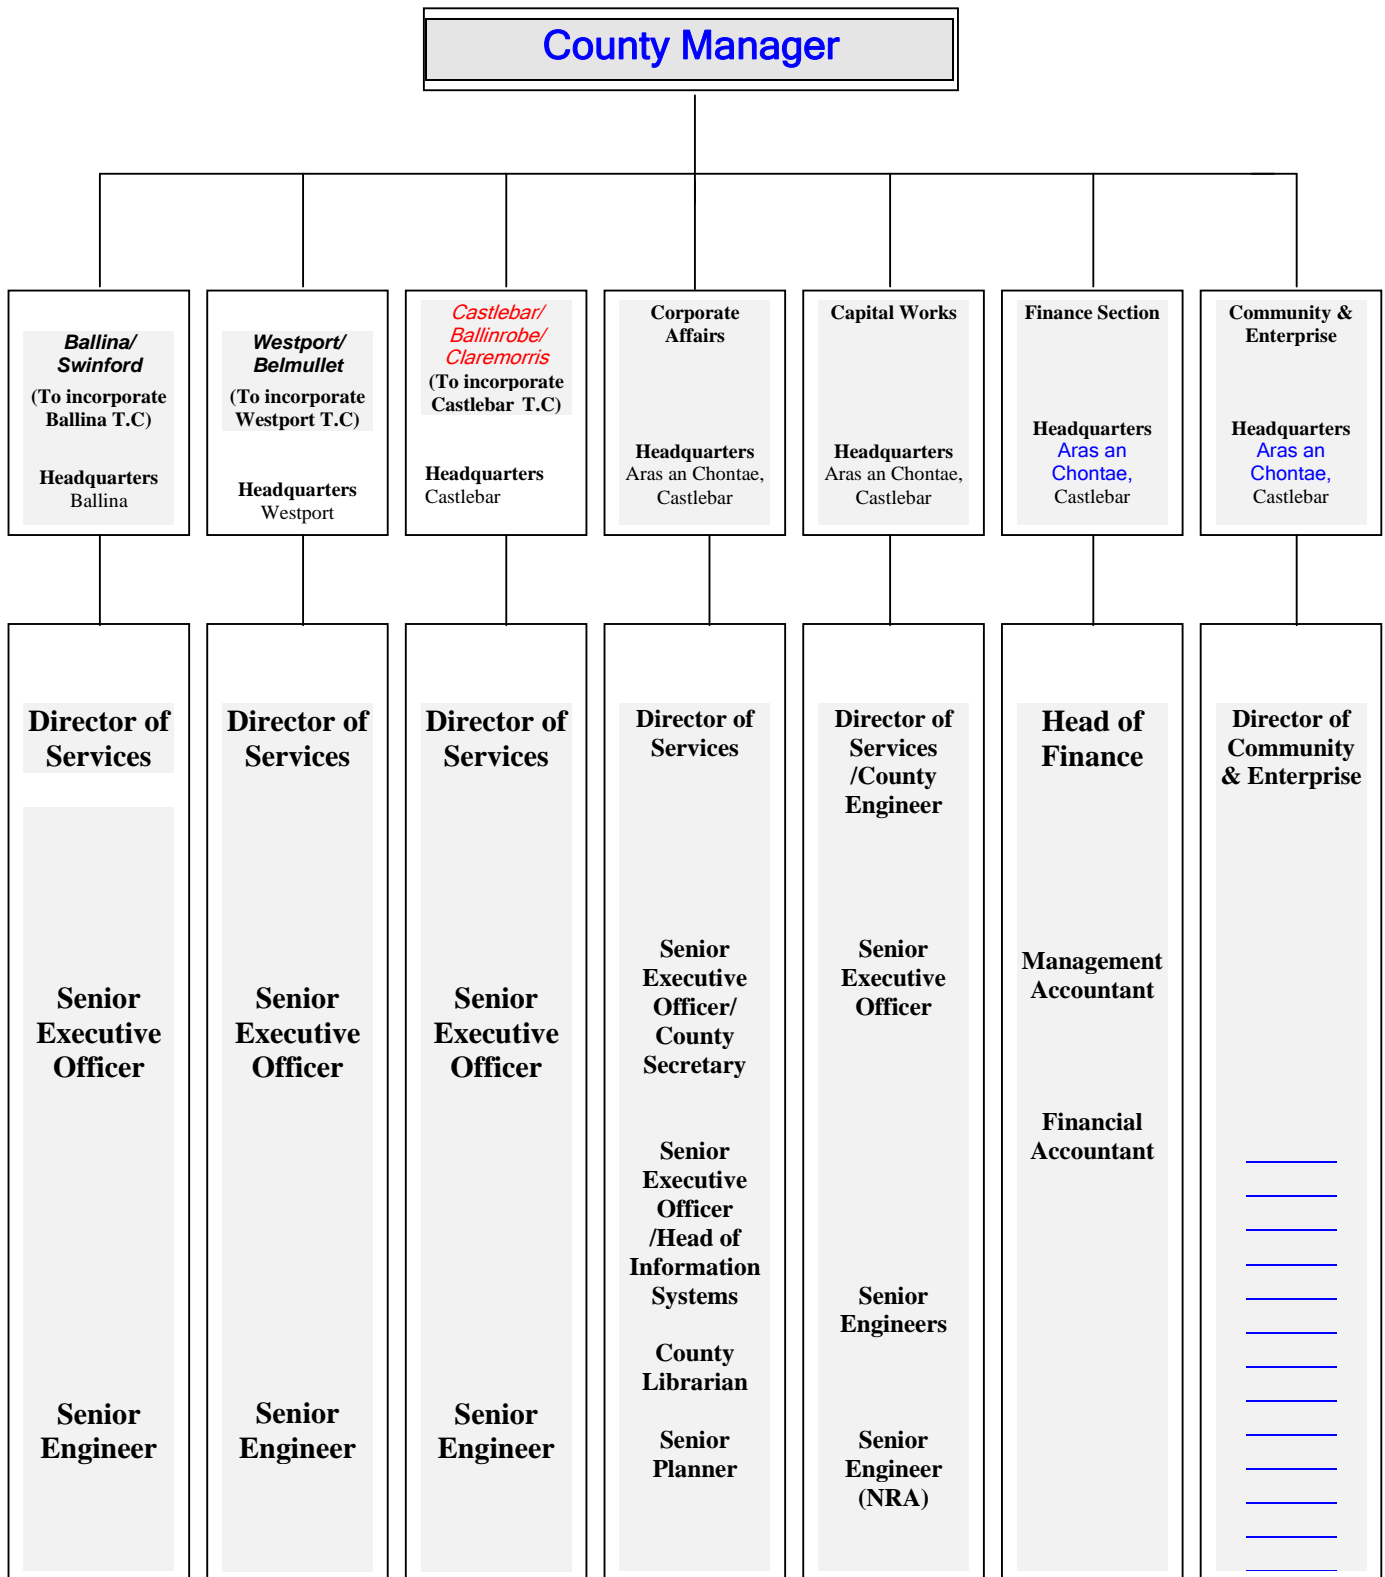 County Manager
Ballina/
Swinford
(To incorporate
Ballina T.C)
Headquarters
Ballina
Westport/
Belmullet
(To incorporate
Westport T.C)
Headquarters
Westport
Castlebar/
Ballinrobe/
Claremorris
(To incorporate
Castlebar T.C)
Headquarters
Castlebar
Corporate
Affairs
Headquarters
Aras an Chontae,
Castlebar
Capital Works
Headquarters
Aras an Chontae,
Castlebar
Finance Section
Headquarters
Aras an
Chontae,
Castlebar
Community &
Enterprise
Headquarters
Aras an
Chontae,
Castlebar
Director of
Services
Senior
Executive
Officer
Senior
Engineer
Director of
Services
Senior
Executive
Officer
Senior
Engineer
Director of
Services
Senior
Executive
Officer
Senior
Engineer
Director of
Services
Senior
Executive
Officer/
County
Secretary
Senior
Executive
Officer
/Head of
Information
Systems
County
Librarian
Senior
Planner
Director of
Services
/County
Engineer
Senior
Executive
Officer
Senior
Engineers
Senior
Engineer
(NRA)
Head of
Finance
Management
Accountant
Financial
Accountant
Director of
Community
& Enterprise